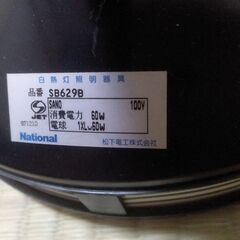 白熱灯照明器具
品番 SB629B
SANO 100V
消費電力 60W
電球 1XL-60W
JET
National 松下電工株式会社